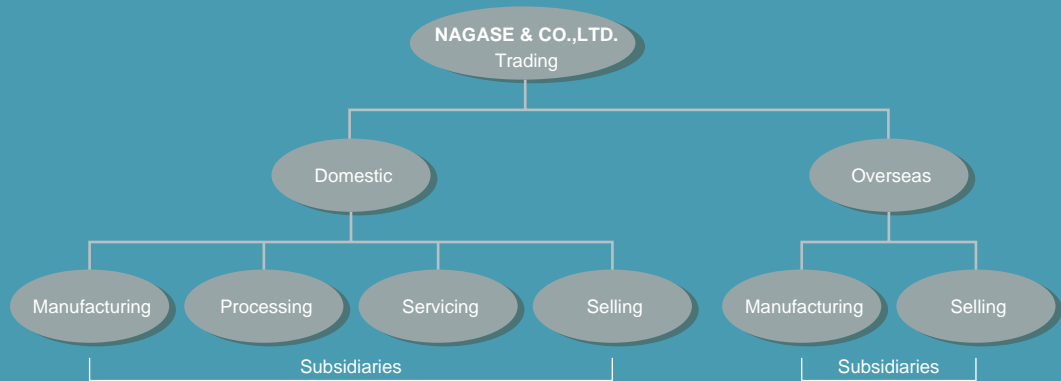 NAGASE & CO.,LTD.
Trading
Domestic
Overseas
Manufacturing
Processing
Servicing
Selling
Manufacturing
Selling
Subsidiaries
Subsidiaries